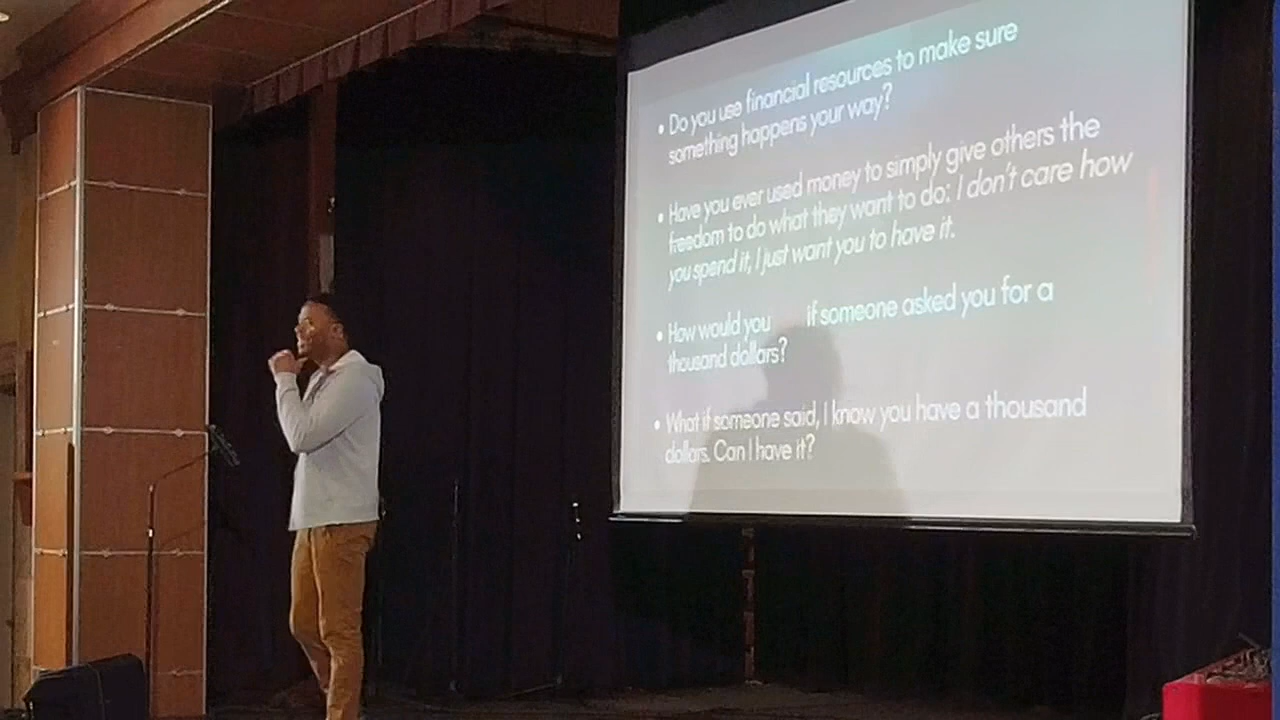 • Do you use financial resources to make sure
something happens your way?
• Have you ever used money to simply give others the
freedom to do what they want to do: I don't care how
you spend it, I just want you to have it.
• How would you if someone asked you for a
thousand dollars?
• What if someone said, I know you have a thousand
dollars. Can I have it?